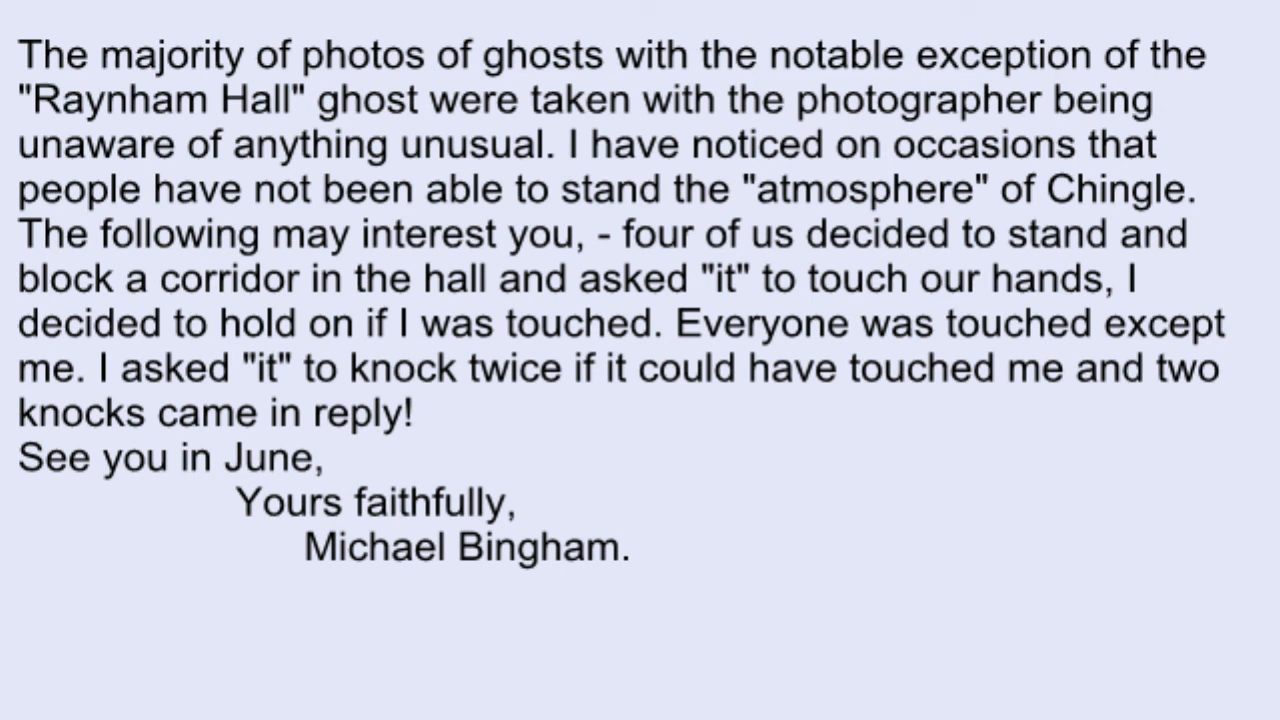 The majority of photos of ghosts with the notable exception of the
"Raynham Hall" ghost were taken with the photographer being
unaware of anything unusual. I have noticed on occasions that
people have not been able to stand the "atmosphere" of Chingle.
The following may interest you, - four of us decided to stand and
block a corridor in the hall and asked "it" to touch our hands, I
decided to hold on if I was touched. Everyone was touched except
me. I asked "it" to knock twice if it could have touched me and two
knocks came in reply!
See you in June,
Yours faithfully,
Michael Bingham.